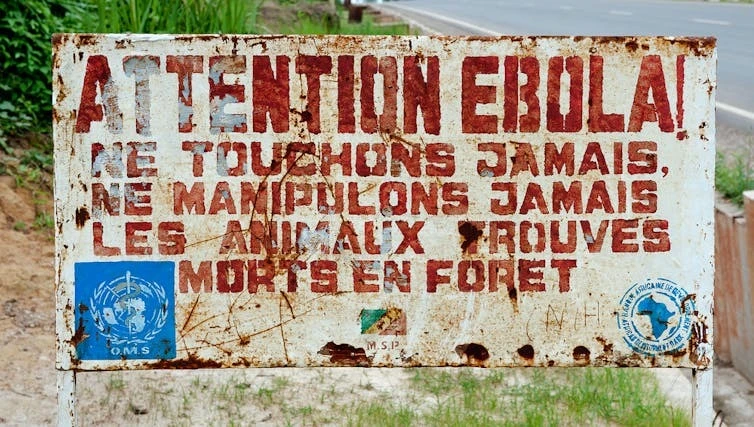 ATTENTION EBOLA!
NE TOUCHONS JAMAIS,
NE MANIPULONS JAMAIS
LES ANIMAUX TROUVES
MORTS EN FORET
O.M.S
M.S.P